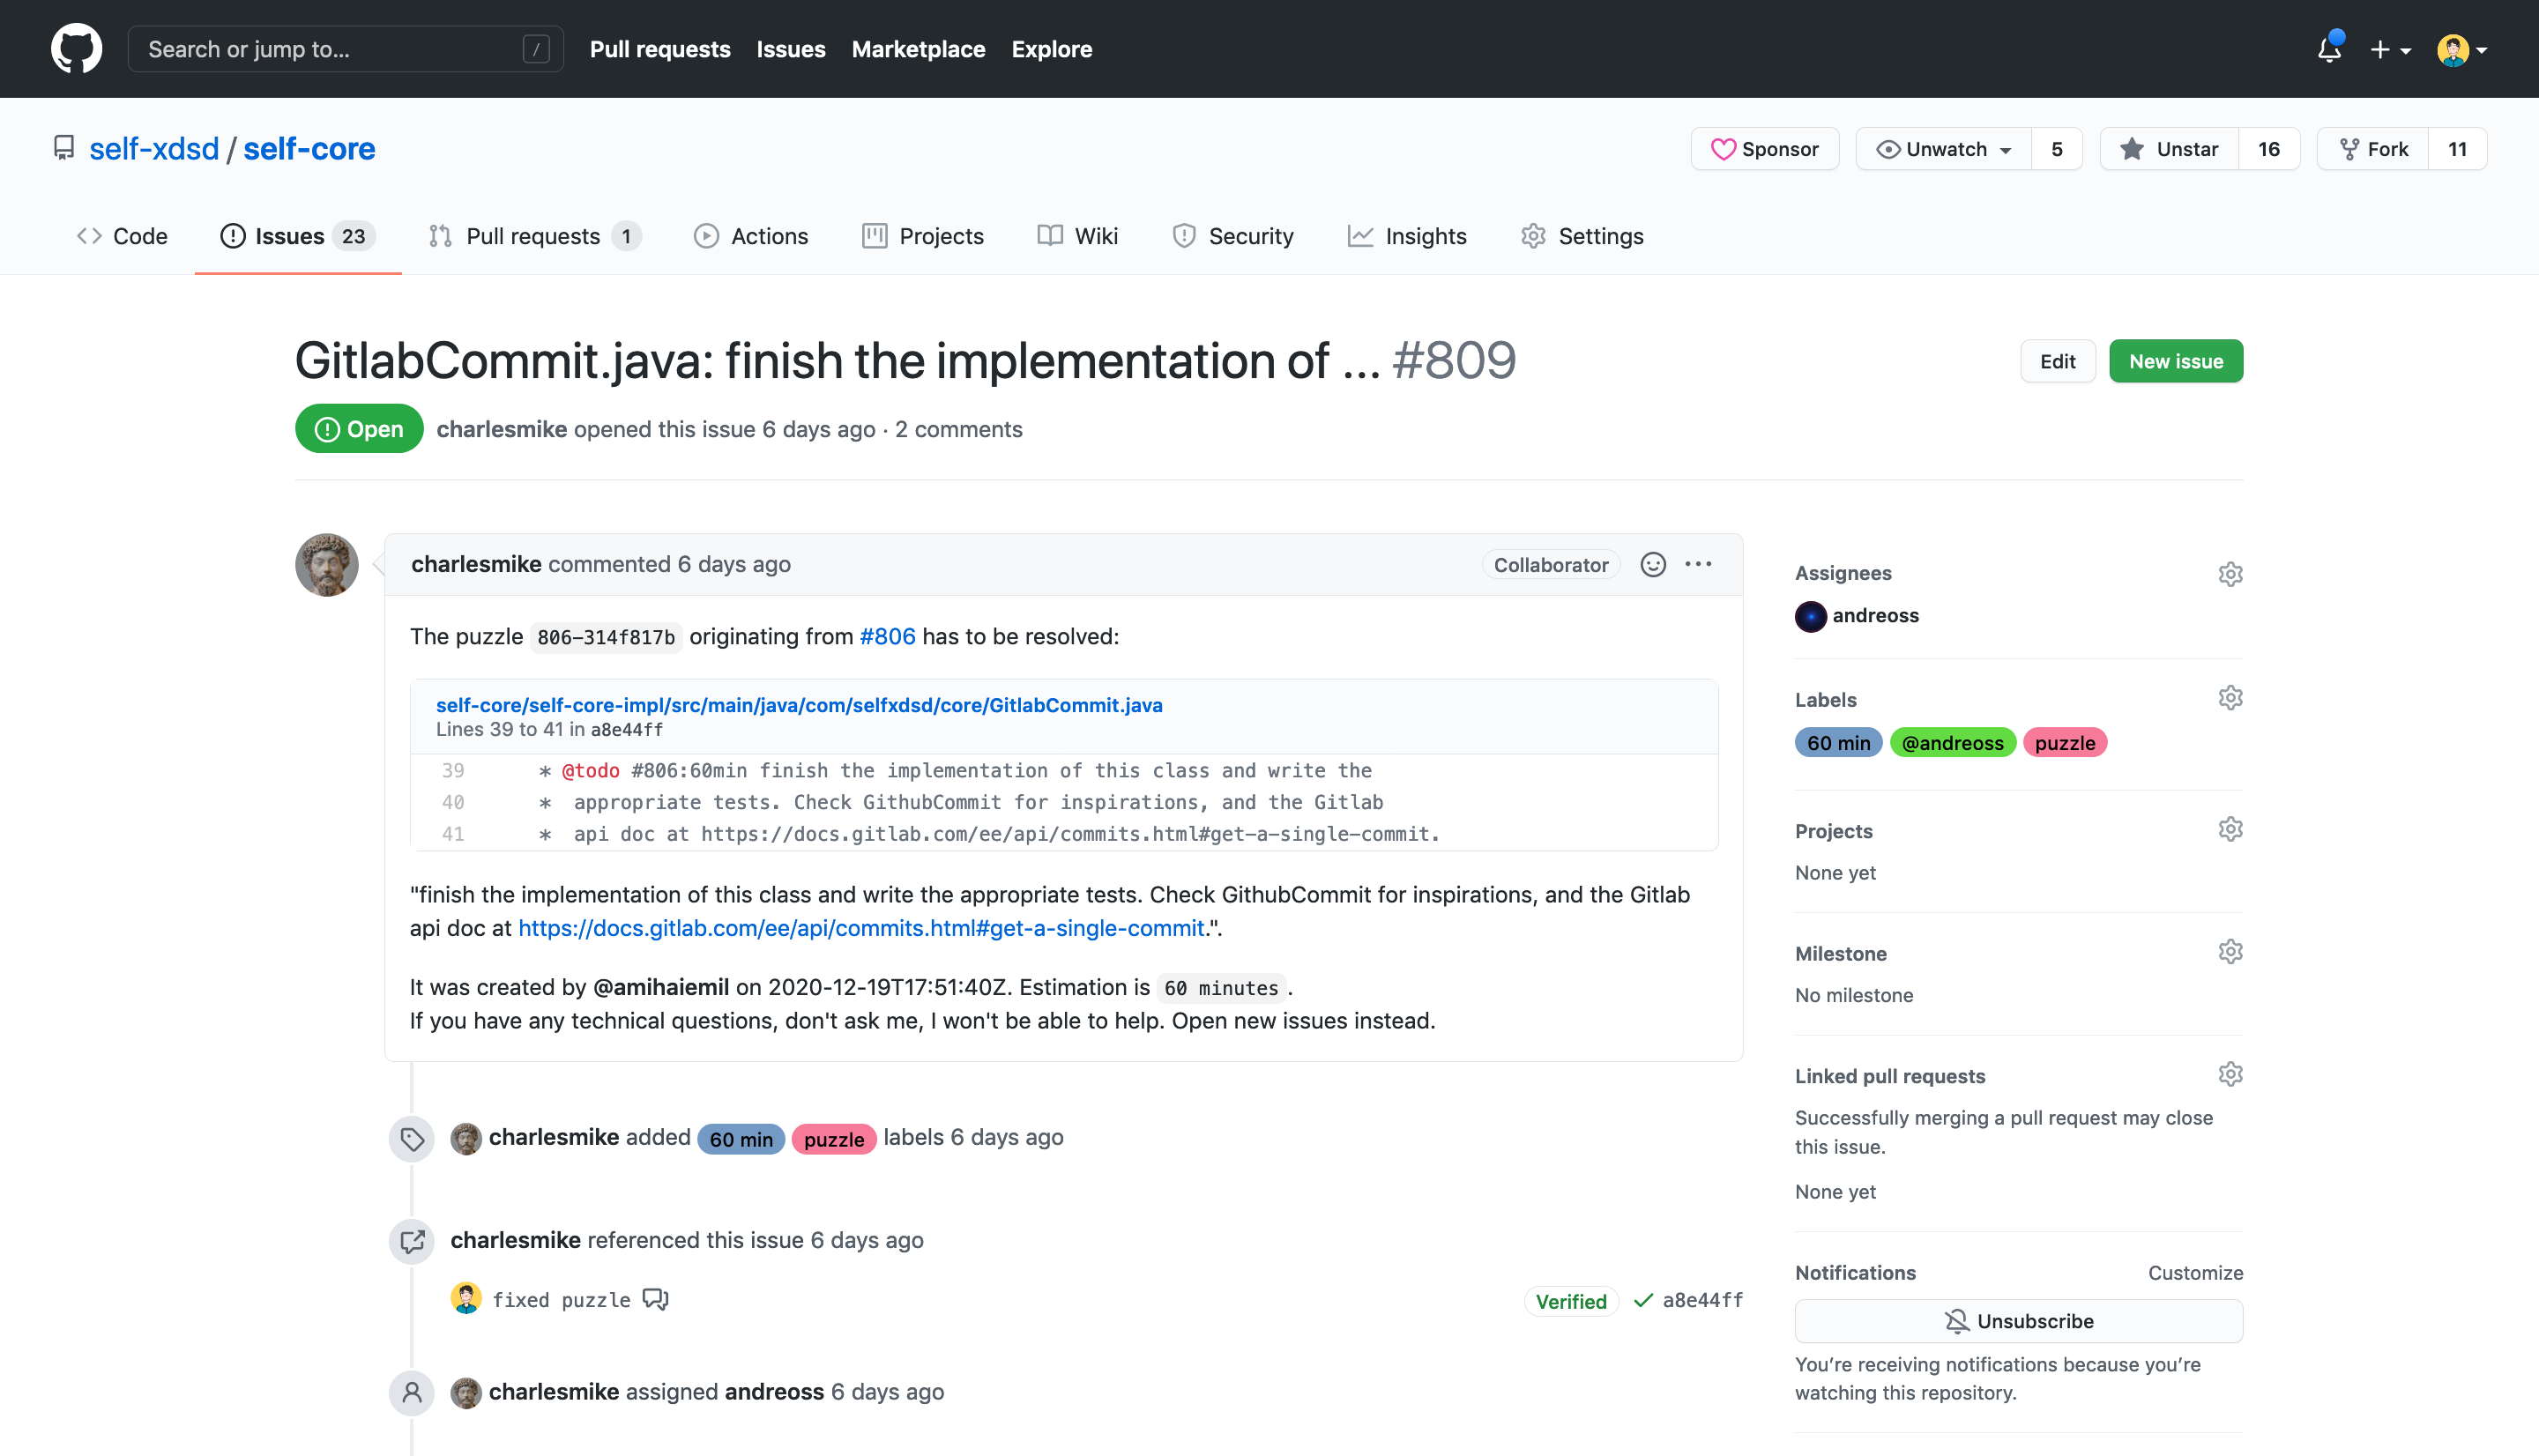 Search or jump to... /
Pull requests Issues Marketplace Explore
self-xdsd / self-core
Sponsor Unwatch 5 Unstar 16 Fork 11
Code Issues 23 Pull requests 1 Actions Projects Wiki Security Insights Settings
GitlabCommit.java: finish the implementation of ... #809
Edit New issue
Open charlesmike opened this issue 6 days ago · 2 comments
charlesmike commented 6 days ago Collaborator
The puzzle 806-314f817b originating from #806 has to be resolved:
self-core/self-core-impl/src/main/java/com/selfxdsd/core/GitlabCommit.java
Lines 39 to 41 in a8e44ff
39 * @todo #806:60min finish the implementation of this class and write the
40 * appropriate tests. Check GithubCommit for inspirations, and the Gitlab
41 * api doc at https://docs.gitlab.com/ee/api/commits.html#get-a-single-commit.
"finish the implementation of this class and write the appropriate tests. Check GithubCommit for inspirations, and the Gitlab
api doc at https://docs.gitlab.com/ee/api/commits.html#get-a-single-commit.".
It was created by @amihaiemil on 2020-12-19T17:51:40Z. Estimation is 60 minutes.
If you have any technical questions, don't ask me, I won't be able to help. Open new issues instead.
charlesmike added 60 min puzzle labels 6 days ago
charlesmike referenced this issue 6 days ago
fixed puzzle Verified a8e44ff
charlesmike assigned andreoss 6 days ago
Assignees
andreoss
Labels
60 min @andreoss puzzle
Projects
None yet
Milestone
No milestone
Linked pull requests
Successfully merging a pull request may close
this issue.
None yet
Notifications Customize
Unsubscribe
You're receiving notifications because you're
watching this repository.